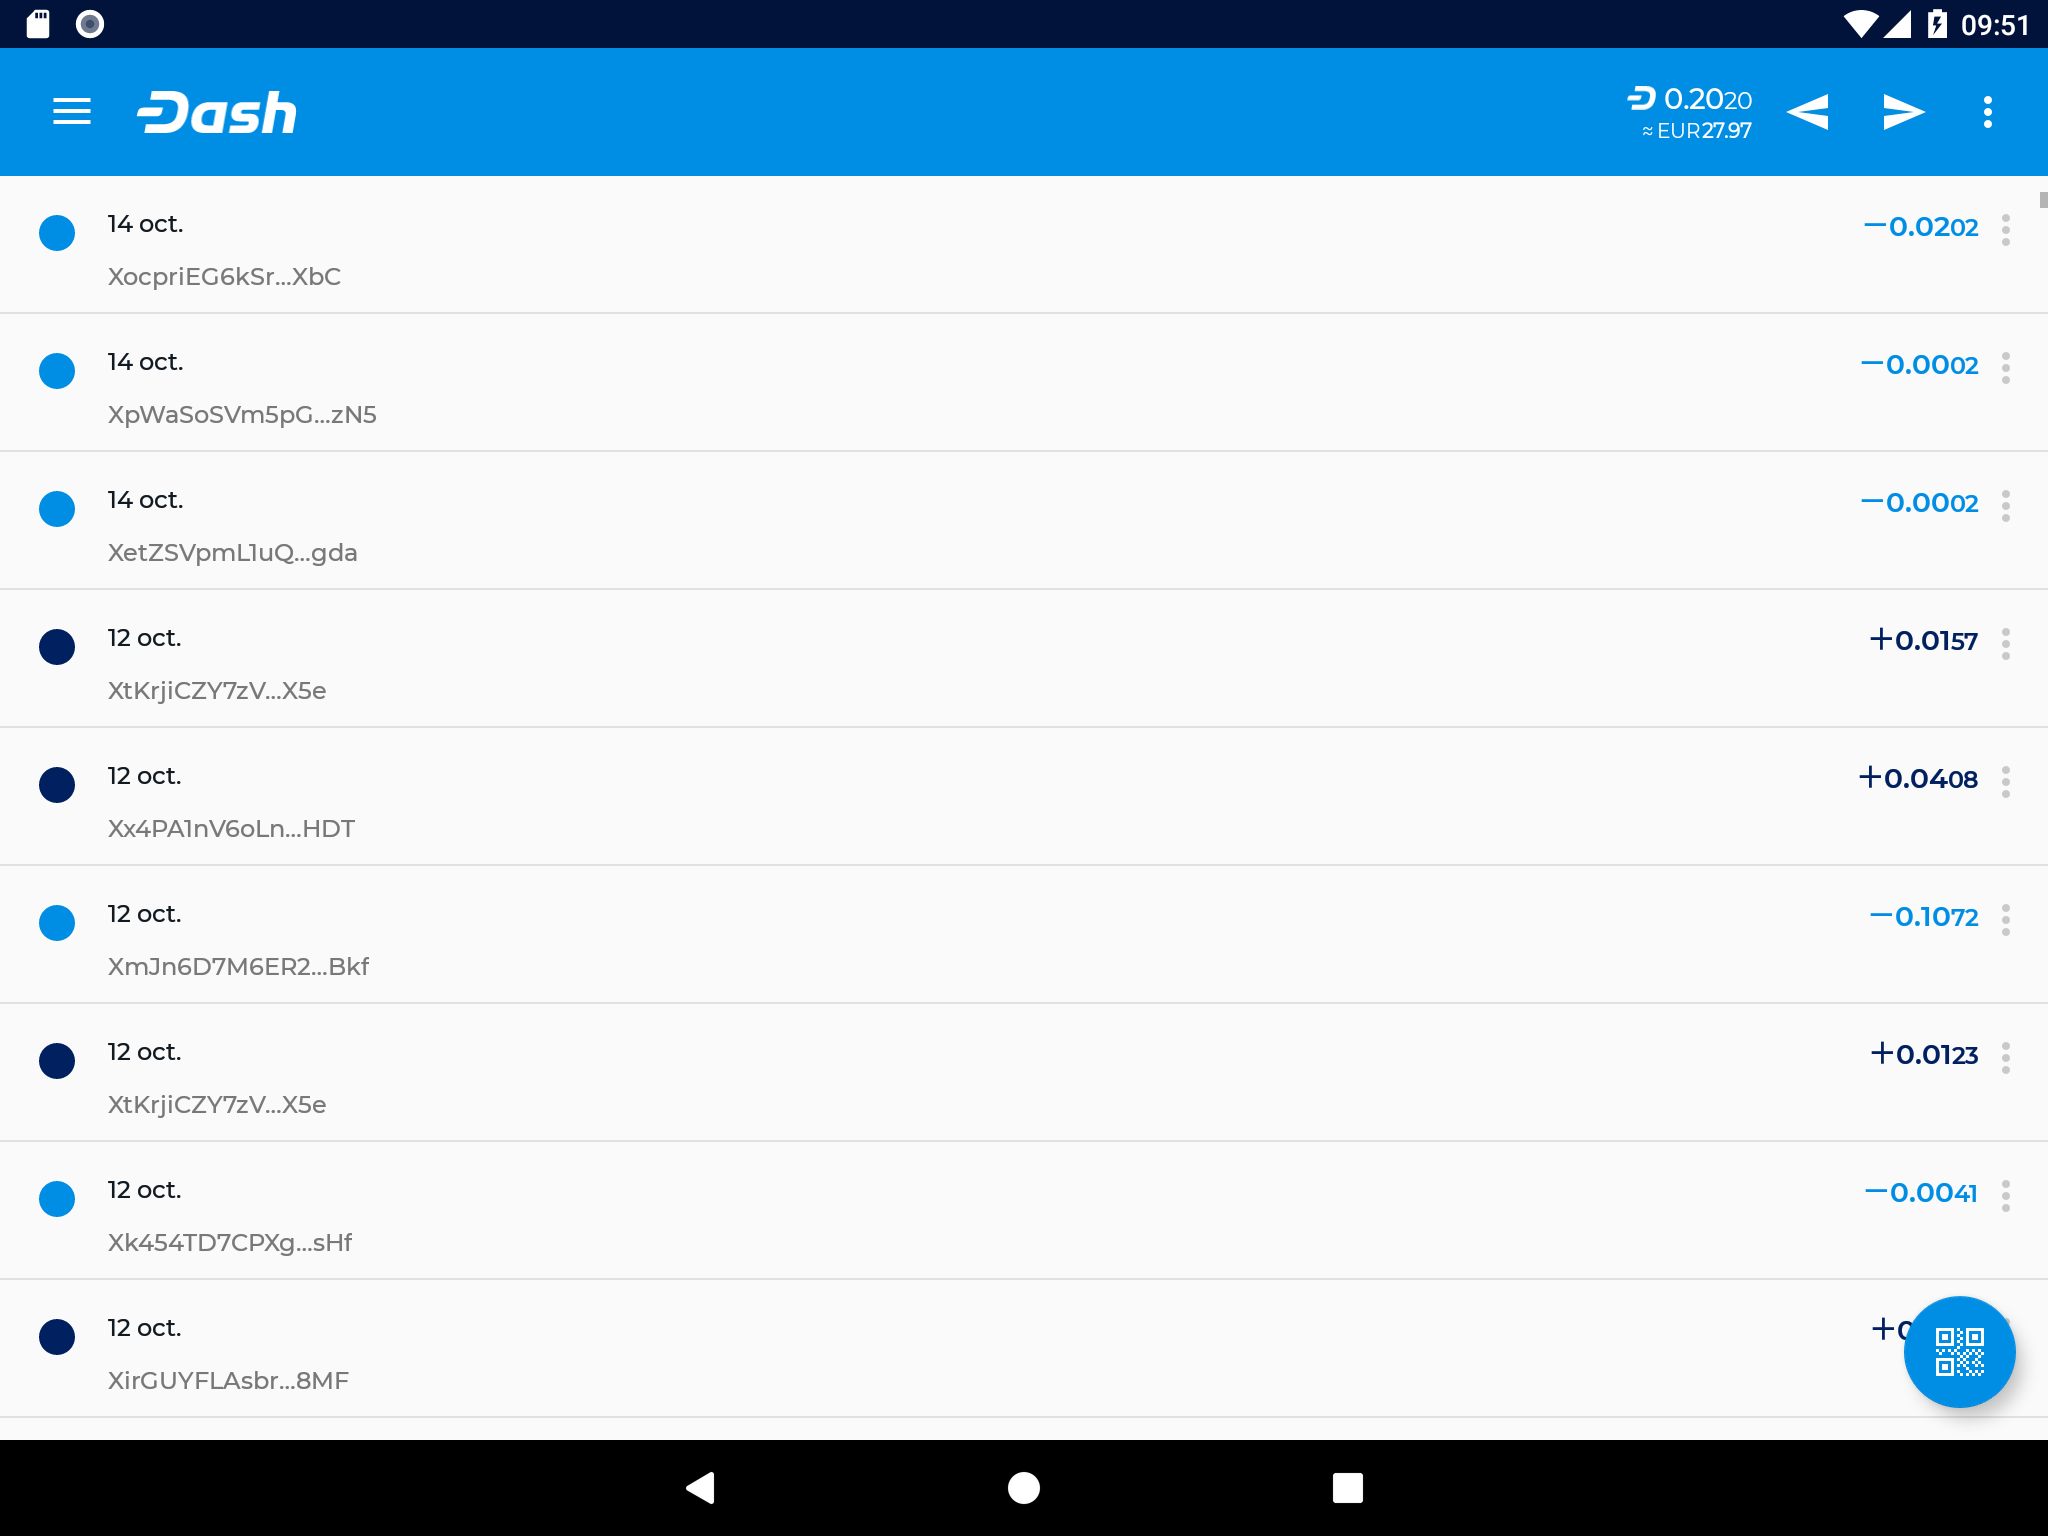 09:51
Dash
0.2020
≈ EUR 27.97
14 oct.
−0.0202
XocpriEG6kSr...XbC
14 oct.
−0.0002
XpWaSoSVm5pG...zN5
14 oct.
−0.0002
XetZSVpmL1uQ...gda
12 oct.
+0.0157
XtKrjiCZY7zV...X5e
12 oct.
+0.0408
Xx4PA1nV6oLn...HDT
12 oct.
−0.1072
XmJn6D7M6ER2...Bkf
12 oct.
+0.0123
XtKrjiCZY7zV...X5e
12 oct.
−0.0041
Xk454TD7CPXg...sHf
12 oct.
XirGUYFLAsbr...8MF